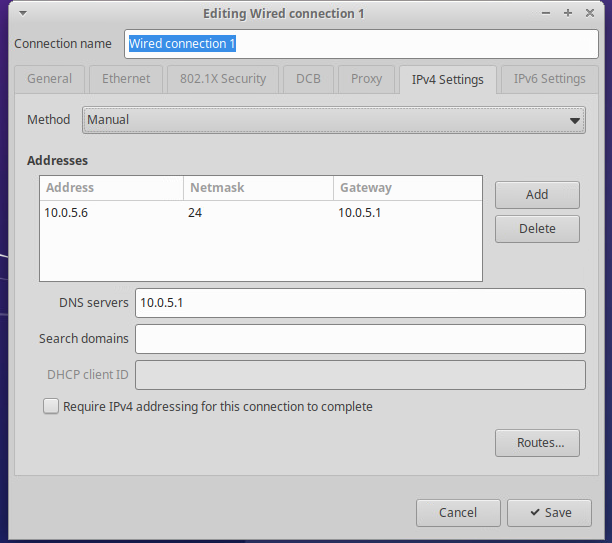 Editing Wired connection 1
Connection name Wired connection 1
General Ethernet 802.1X Security DCB Proxy IPv4 Settings IPv6 Settings
Method Manual
Addresses
Address Netmask Gateway
10.0.5.6 24 10.0.5.1
Add
Delete
DNS servers 10.0.5.1
Search domains
DHCP client ID
Require IPv4 addressing for this connection to complete
Routes...
Cancel Save